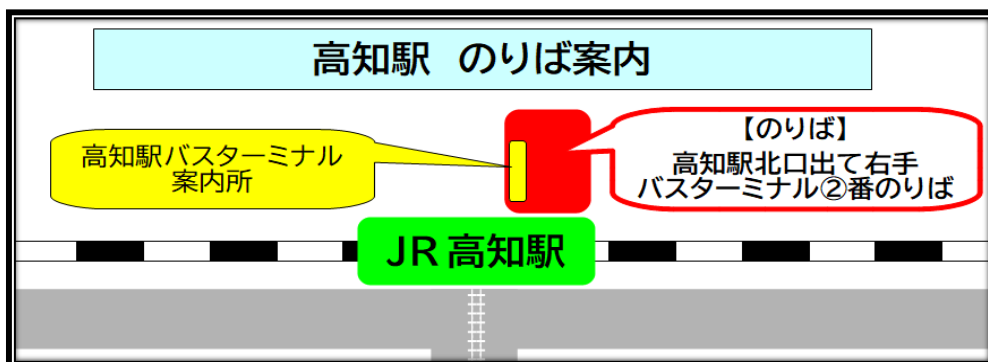 高知駅 のりば案内
高知駅バスターミナル
案内所
【のりば】
高知駅北口出て右手
バスターミナル②番のりば
JR高知駅